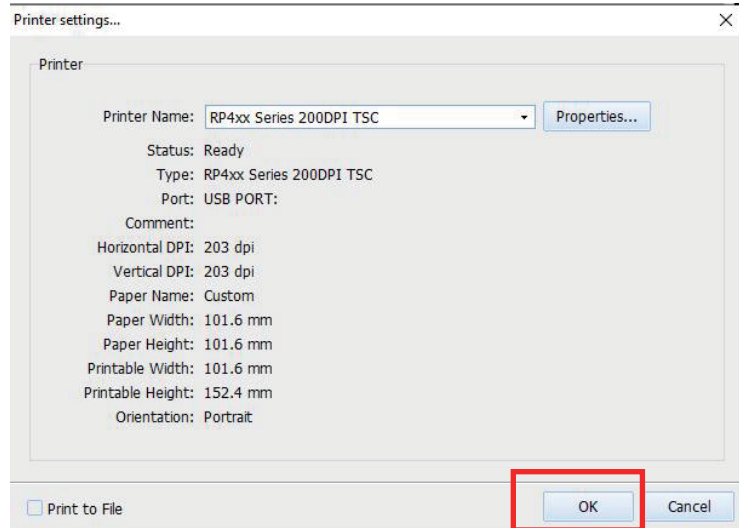 Printer settings...
Printer
Printer Name: RP4xx Series 200DPI TSC Properties...
Status: Ready
Type: RP4xx Series 200DPI TSC
Port: USB PORT:
Comment:
Horizontal DPI: 203 dpi
Vertical DPI: 203 dpi
Paper Name: Custom
Paper Width: 101.6 mm
Paper Height: 101.6 mm
Printable Width: 101.6 mm
Printable Height: 152.4 mm
Orientation: Portrait
Print to File OK Cancel